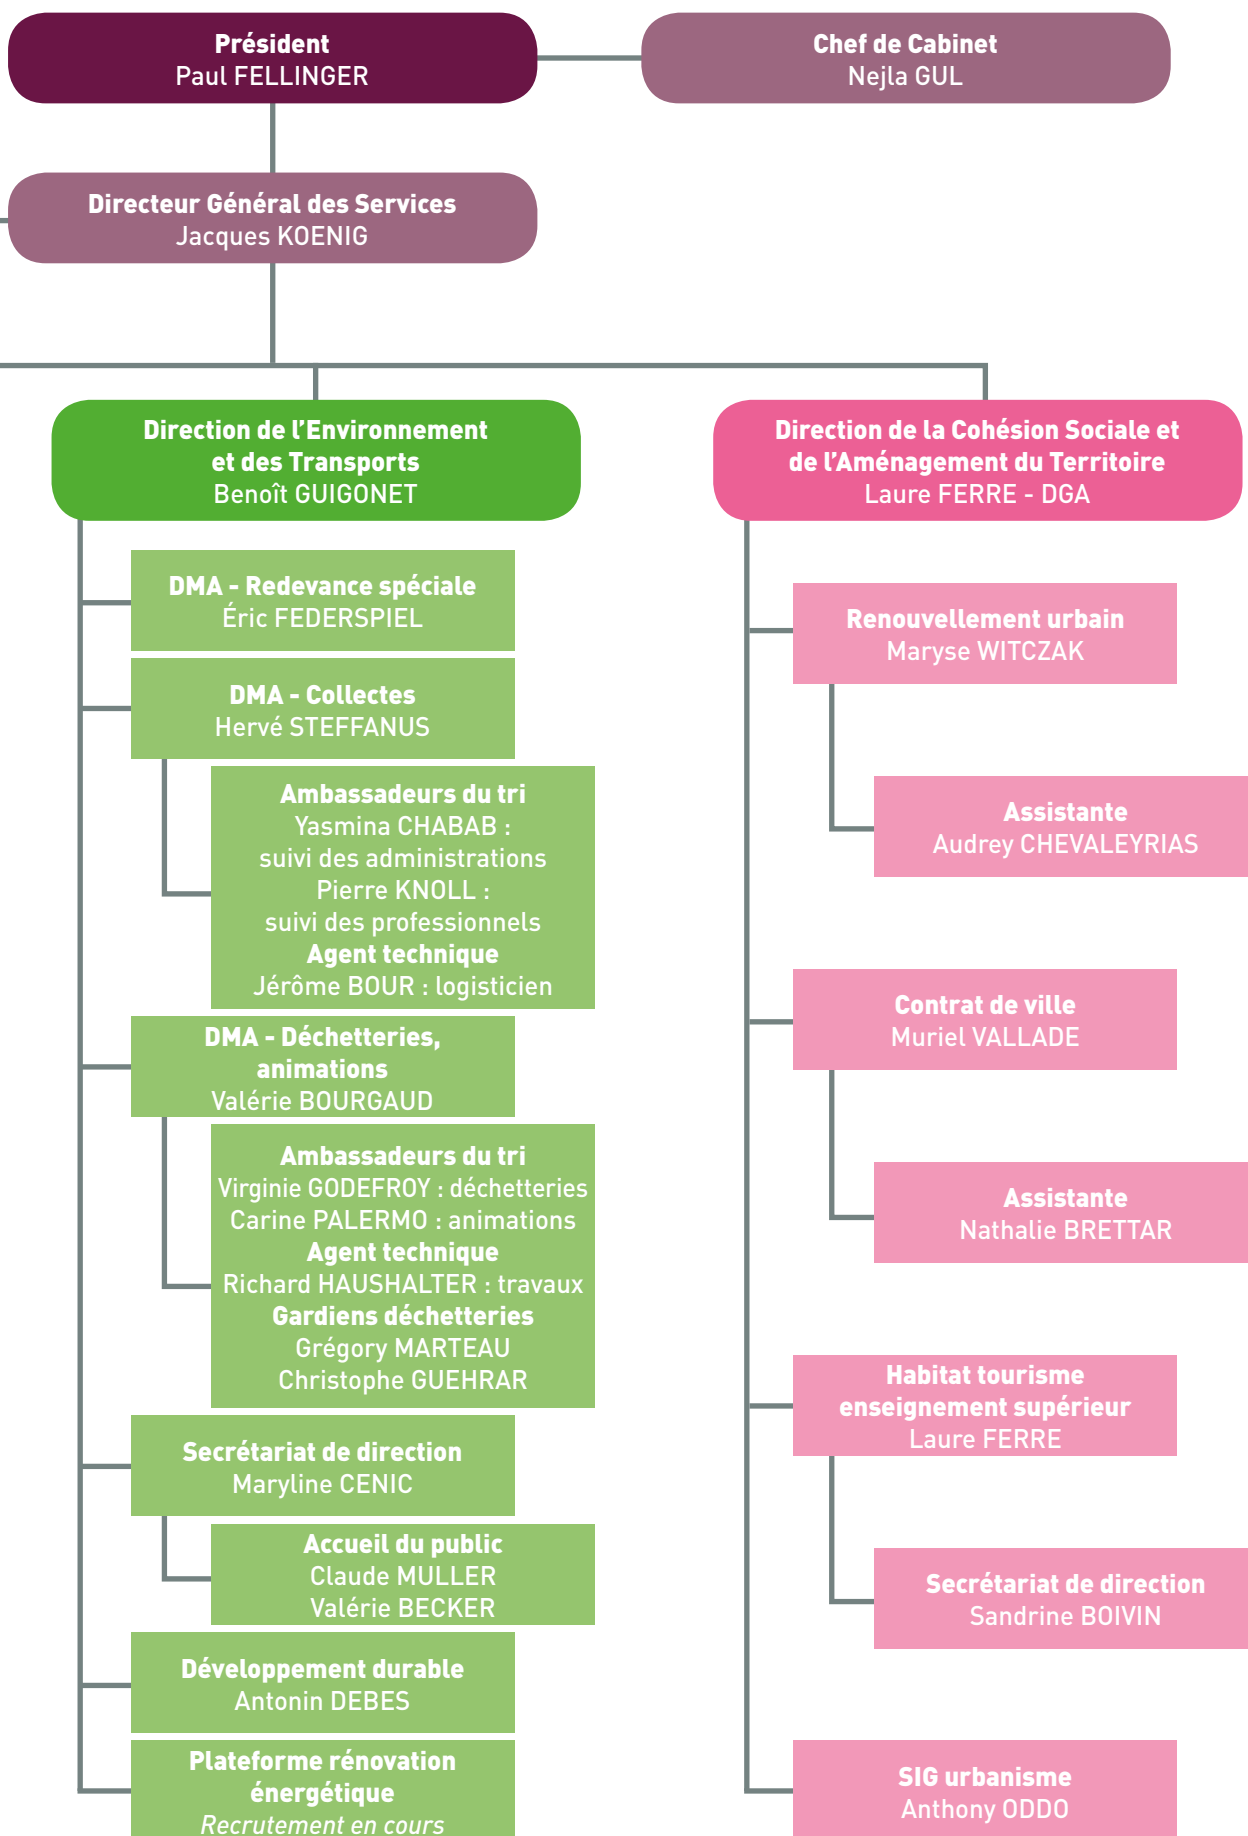 Président
Paul FELLINGER
Chef de Cabinet
Nejla GUL
Directeur Général des Services
Jacques KOENIG
Direction de l’Environnement
et des Transports
Benoît GUIGONET
DMA - Redevance spéciale
Éric FEDERSPIEL
DMA - Collectes
Hervé STEFFANUS
Ambassadeurs du tri
Yasmina CHABAB :
suivi des administrations
Pierre KNOLL :
suivi des professionnels
Agent technique
Jérôme BOUR : logisticien
DMA - Déchetteries,
animations
Valérie BOURGAUD
Ambassadeurs du tri
Virginie GODEFROY : déchetteries
Carine PALERMO : animations
Agent technique
Richard HAUSHALTER : travaux
Gardiens déchetteries
Grégory MARTEAU
Christophe GUEHRAR
Secrétariat de direction
Maryline CENIC
Accueil du public
Claude MULLER
Valérie BECKER
Développement durable
Antonin DEBES
Plateforme rénovation
énergétique
Recrutement en cours
Direction de la Cohésion Sociale et
de l’Aménagement du Territoire
Laure FERRE - DGA
Renouvellement urbain
Maryse WITCZAK
Assistante
Audrey CHEVALEYRIAS
Contrat de ville
Muriel VALLADE
Assistante
Nathalie BRETTAR
Habitat tourisme
enseignement supérieur
Laure FERRE
Secrétariat de direction
Sandrine BOIVIN
SIG urbanisme
Anthony ODDO